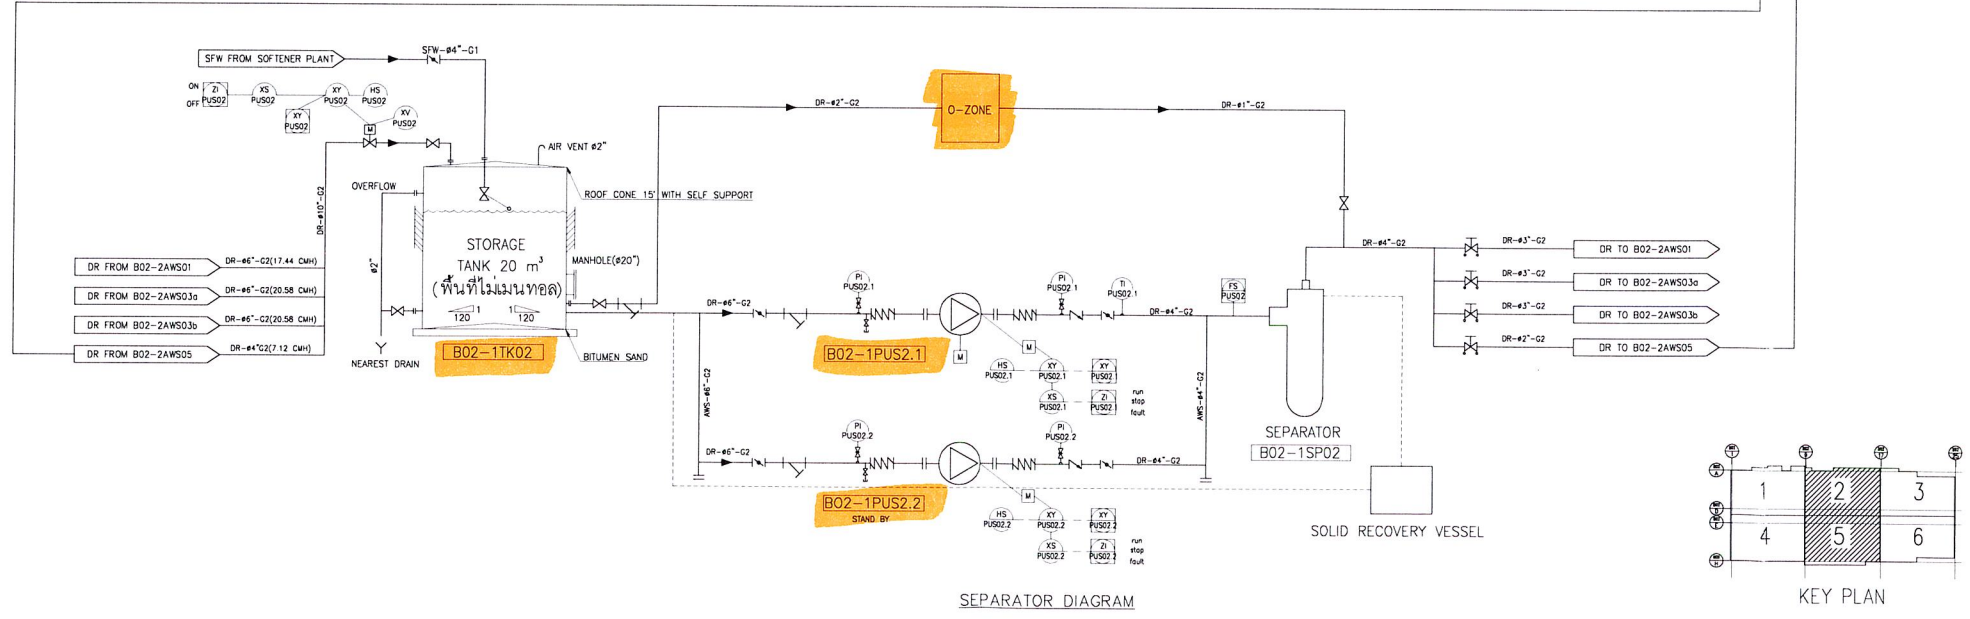 SFW-ø4"-G1
SFW FROM SOFTENER PLANT
ON
OFF
ZI
PUS02
XS
PUS02
XY
PUS02
HS
PUS02
XY
PUS02
XV
PUS02
M
AIR VENT ø2"
OVERFLOW
ROOF CONE 15' WITH SELF SUPPORT
DR-ø10"-G2
ø2"
STORAGE
TANK 20 m³
(พื้นที่ไม่เมนทอล)
MANHOLE(ø20")
1
120
1
120
B02-1TK02
BITUMEN SAND
NEAREST DRAIN
DR FROM B02-2AWS01
DR-ø6"-G2(17.44 CMH)
DR FROM B02-2AWS03a
DR-ø6"-G2(20.58 CMH)
DR FROM B02-2AWS03b
DR-ø6"-G2(20.58 CMH)
DR FROM B02-2AWS05
DR-ø4"G2(7.12 CMH)
DR-ø2"-G2
O-ZONE
DR-ø1"-G2
DR-ø6"-G2
PI
PUS02.1
PI
PUS02.1
TI
PUS02.1
DR-ø4"-G2
FS
PUS02
B02-1PUS2.1
M
M
HS
PUS02.1
XY
PUS02.1
XY
PUS02.1
XS
PUS02.1
ZI
PUS02.1
run
stop
fault
AWS-ø6"-G2
AWS-ø4"-G2
DR-ø6"-G2
PI
PUS02.2
PI
PUS02.2
DR-ø4"-G2
B02-1PUS2.2
STAND BY
M
HS
PUS02.2
XY
PUS02.2
XY
PUS02.2
XS
PUS02.2
ZI
PUS02.2
run
stop
fault
SEPARATOR
B02-1SP02
SOLID RECOVERY VESSEL
DR-ø4"-G2
DR-ø3"-G2
DR TO B02-2AWS01
DR-ø3"-G2
DR TO B02-2AWS03a
DR-ø3"-G2
DR TO B02-2AWS03b
DR-ø2"-G2
DR TO B02-2AWS05
1
2
3
4
5
6
KEY PLAN
SEPARATOR DIAGRAM